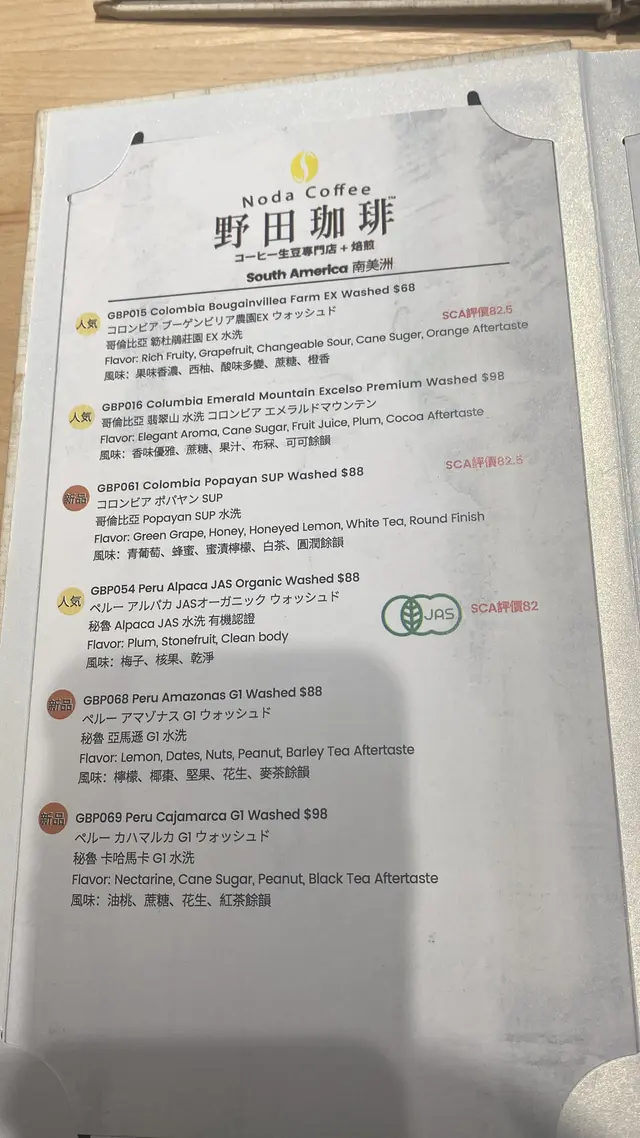 Noda Coffee
野田珈琲™
コーヒー生豆専門店 + 焙煎
South America 南美洲
人気
GBP015 Colombia Bougainvillea Farm EX Washed $68
コロンビア ブーゲンビリア農園EX ウォッシュド
SCA評價82.5
哥倫比亞 簕杜鵑莊園 EX 水洗
Flavor: Rich Fruity, Grapefruit, Changeable Sour, Cane Suger, Orange Aftertaste
風味：果味香濃、西柚、酸味多變、蔗糖、橙香
人気
GBP016 Columbia Emerald Mountain Excelso Premium Washed $98
哥倫比亞 翡翠山 水洗 コロンビア エメラルドマウンテン
Flavor: Elegant Aroma, Cane Sugar, Fruit Juice, Plum, Cocoa Aftertaste
風味：香味優雅、蔗糖、果汁、布冧、可可餘韻
新品
GBP061 Colombia Popayan SUP Washed $88
SCA評價82.5
コロンビア ポパヤン SUP
哥倫比亞 Popayan SUP 水洗
Flavor: Green Grape, Honey, Honeyed Lemon, White Tea, Round Finish
風味：青葡萄、蜂蜜、蜜漬檸檬、白茶、圓潤餘韻
人気
GBP054 Peru Alpaca JAS Organic Washed $88
ペルー アルパカ JASオーガニック ウォッシュド
JAS
SCA評價82
秘魯 Alpaca JAS 水洗 有機認證
Flavor: Plum, Stonefruit, Clean body
風味：梅子、核果、乾淨
新品
GBP068 Peru Amazonas G1 Washed $88
ペルー アマゾナス G1 ウォッシュド
秘魯 亞馬遜 G1 水洗
Flavor: Lemon, Dates, Nuts, Peanut, Barley Tea Aftertaste
風味：檸檬、椰棗、堅果、花生、麥茶餘韻
新品
GBP069 Peru Cajamarca G1 Washed $98
ペルー カハマルカ G1 ウォッシュド
秘魯 卡哈馬卡 G1 水洗
Flavor: Nectarine, Cane Sugar, Peanut, Black Tea Aftertaste
風味：油桃、蔗糖、花生、紅茶餘韻